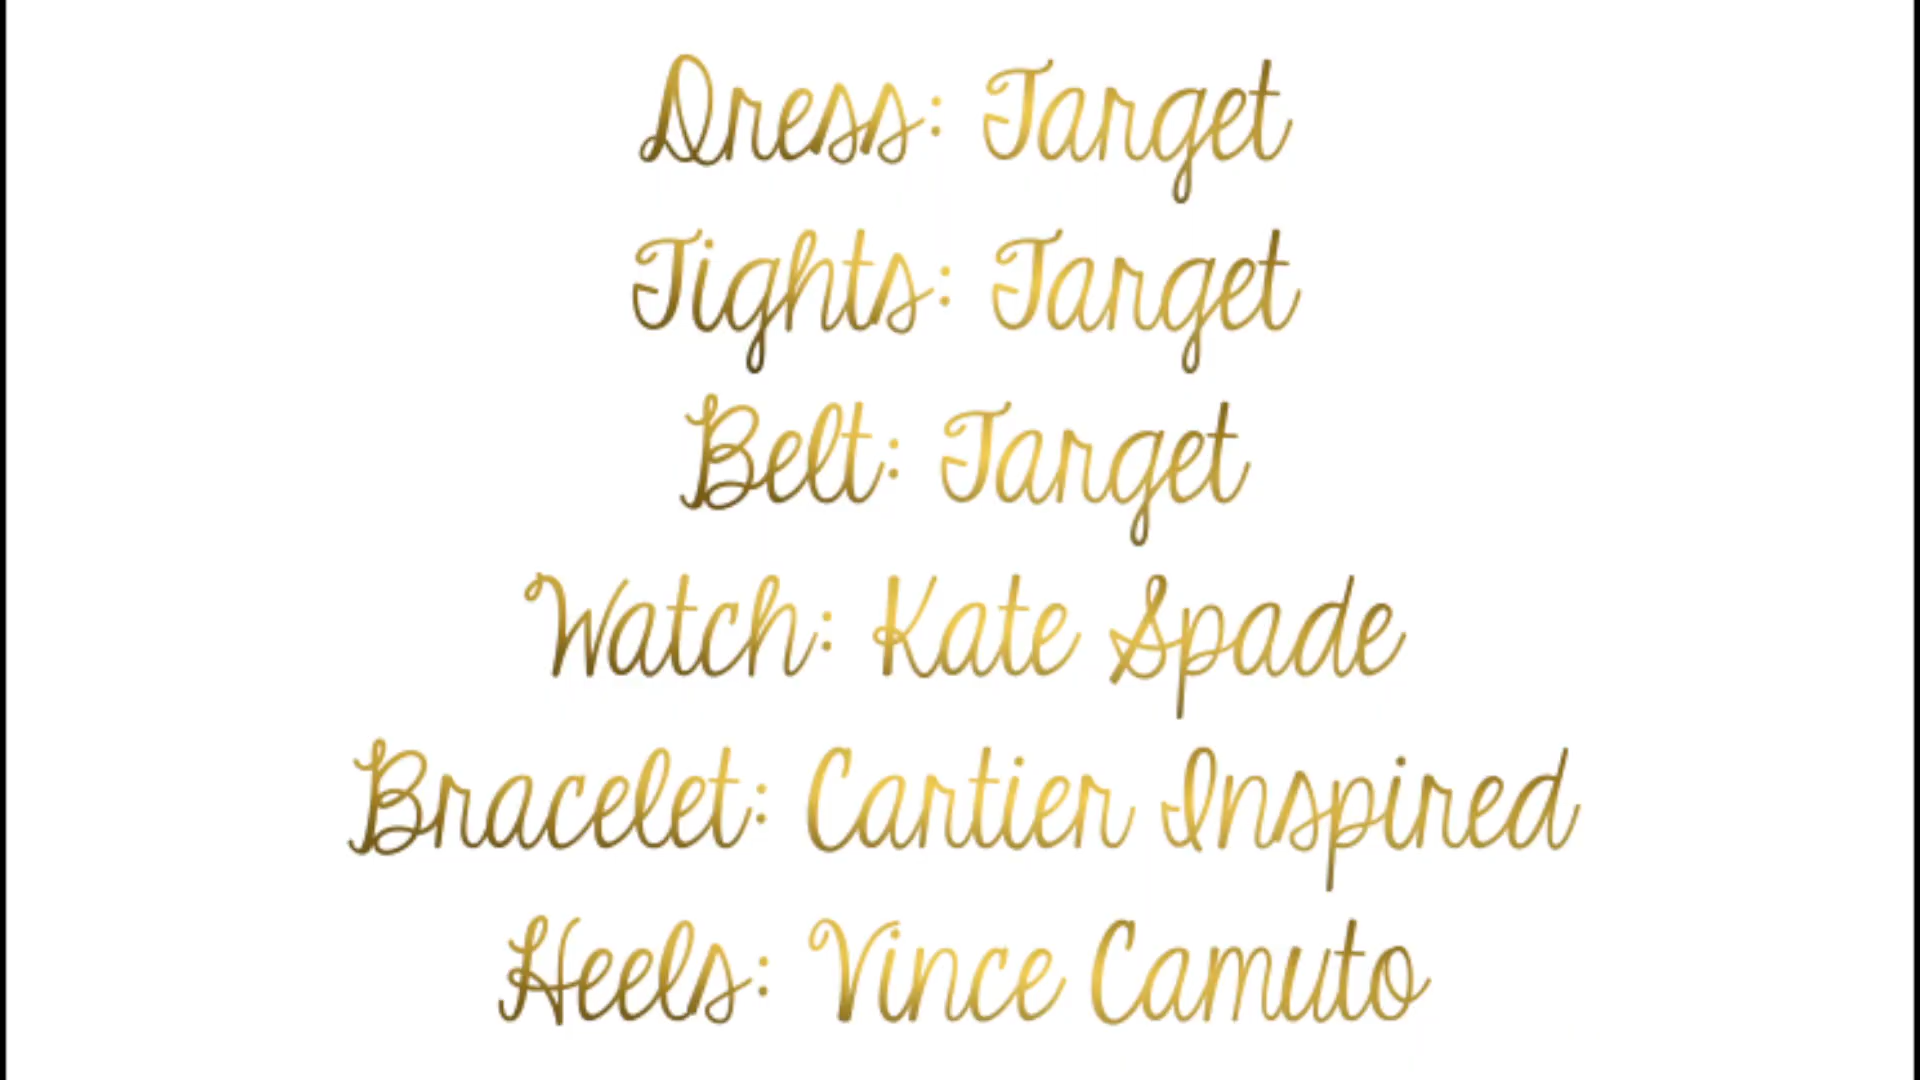 Dress: Target
Tights: Target
Belt: Target
Watch: Kate Spade
Bracelet: Cartier Inspired
Heels: Vince Camuto